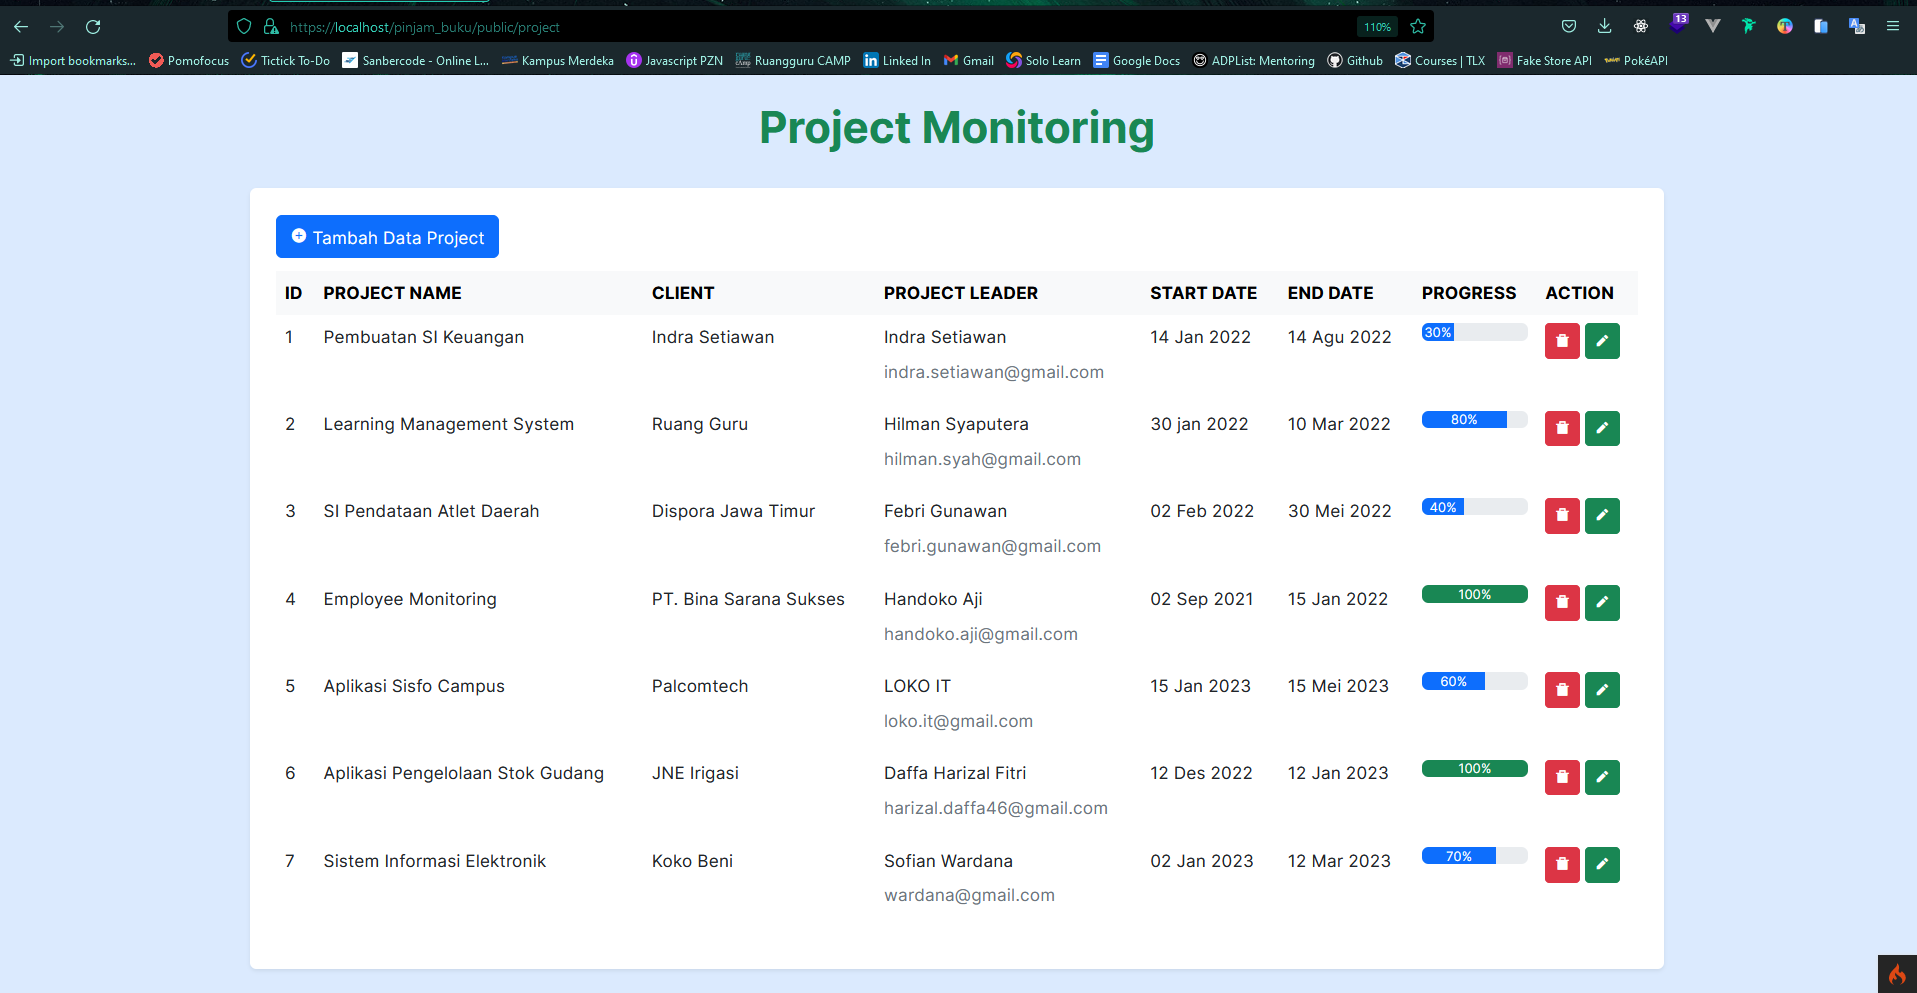 https://localhost/pinjam_buku/public/project 110% 13
Import bookmarks... Pomofocus Tictick To-Do Sanbercode - Online L... Kampus Merdeka Javascript PZN Ruangguru CAMP Linked In Gmail Solo Learn Google Docs ADPList: Mentoring Github Courses | TLX Fake Store API PokéAPI
Project Monitoring
Tambah Data Project
ID PROJECT NAME CLIENT PROJECT LEADER START DATE END DATE PROGRESS ACTION
1 Pembuatan SI Keuangan Indra Setiawan Indra Setiawan 14 Jan 2022 14 Agu 2022 30%
indra.setiawan@gmail.com
2 Learning Management System Ruang Guru Hilman Syaputera 30 jan 2022 10 Mar 2022 80%
hilman.syah@gmail.com
3 SI Pendataan Atlet Daerah Dispora Jawa Timur Febri Gunawan 02 Feb 2022 30 Mei 2022 40%
febri.gunawan@gmail.com
4 Employee Monitoring PT. Bina Sarana Sukses Handoko Aji 02 Sep 2021 15 Jan 2022 100%
handoko.aji@gmail.com
5 Aplikasi Sisfo Campus Palcomtech LOKO IT 15 Jan 2023 15 Mei 2023 60%
loko.it@gmail.com
6 Aplikasi Pengelolaan Stok Gudang JNE Irigasi Daffa Harizal Fitri 12 Des 2022 12 Jan 2023 100%
harizal.daffa46@gmail.com
7 Sistem Informasi Elektronik Koko Beni Sofian Wardana 02 Jan 2023 12 Mar 2023 70%
wardana@gmail.com